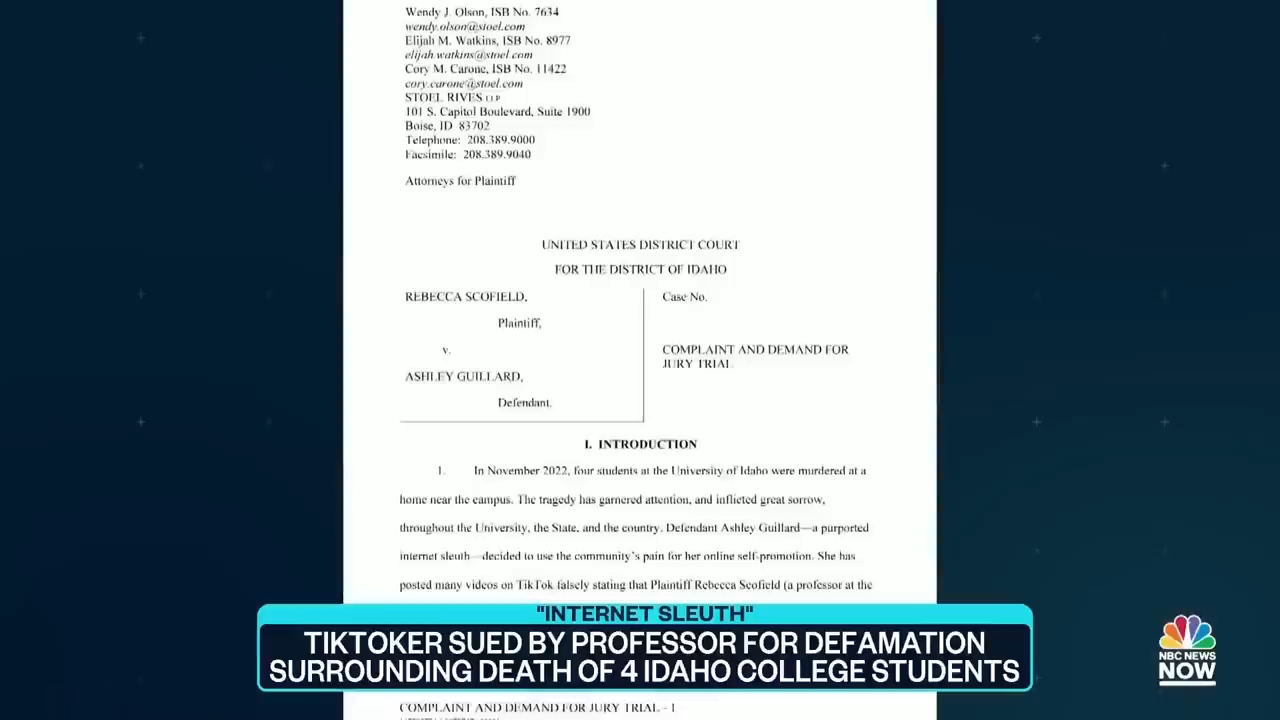 Wendy J. Olson, ISB No. 7634
wendy.olson@stoel.com
Elijah M. Watkins, ISB No. 8977
elijah.watkins@stoel.com
Cory M. Carone, ISB No. 11422
cory.carone@stoel.com
STOEL RIVES LLP
101 S. Capitol Boulevard, Suite 1900
Boise, ID 83702
Telephone: 208.389.9000
Facsimile: 208.389.9040
Attorneys for Plaintiff
UNITED STATES DISTRICT COURT
FOR THE DISTRICT OF IDAHO
REBECCA SCOFIELD,
Plaintiff,
v.
ASHLEY GUILLARD,
Defendant.
Case No.
COMPLAINT AND DEMAND FOR
JURY TRIAL
I. INTRODUCTION
1. In November 2022, four students at the University of Idaho were murdered at a
home near the campus. The tragedy has garnered attention, and inflicted great sorrow,
throughout the University, the State, and the country. Defendant Ashley Guillard—a purported
internet sleuth—decided to use the community's pain for her online self-promotion. She has
posted many videos on TikTok falsely stating that Plaintiff Rebecca Scofield (a professor at the
"INTERNET SLEUTH"
TIKTOKER SUED BY PROFESSOR FOR DEFAMATION
SURROUNDING DEATH OF 4 IDAHO COLLEGE STUDENTS
NBC NEWS
NOW
COMPLAINT AND DEMAND FOR JURY TRIAL - 1